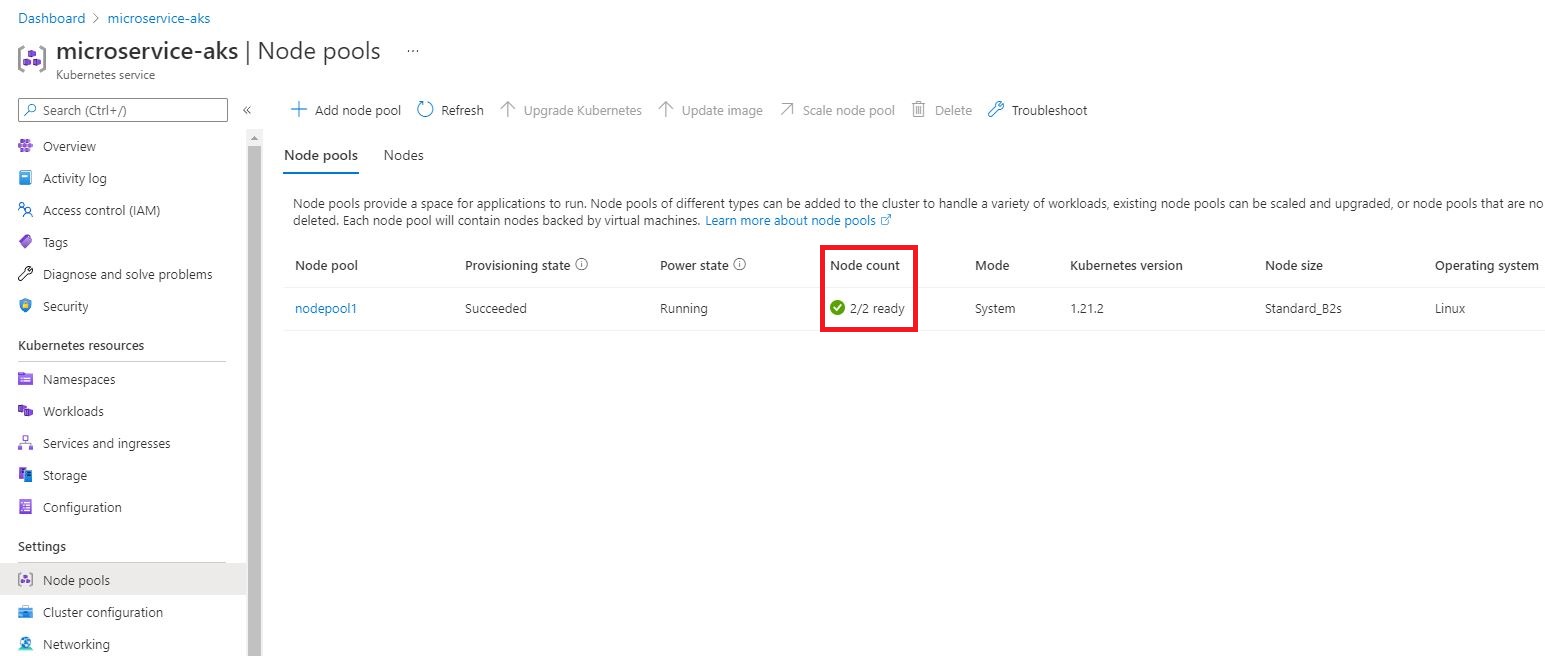 Dashboard > microservice-aks
microservice-aks | Node pools ...
Kubernetes service
Search (Ctrl+/) «
Add node pool Refresh Upgrade Kubernetes Update image Scale node pool Delete Troubleshoot
Overview
Activity log
Access control (IAM)
Tags
Diagnose and solve problems
Security
Kubernetes resources
Namespaces
Workloads
Services and ingresses
Storage
Configuration
Settings
Node pools
Cluster configuration
Networking
Node pools Nodes
Node pools provide a space for applications to run. Node pools of different types can be added to the cluster to handle a variety of workloads, existing node pools can be scaled and upgraded, or node pools that are no
deleted. Each node pool will contain nodes backed by virtual machines. Learn more about node pools
Node pool Provisioning state Power state Node count Mode Kubernetes version Node size Operating system
nodepool1 Succeeded Running 2/2 ready System 1.21.2 Standard_B2s Linux